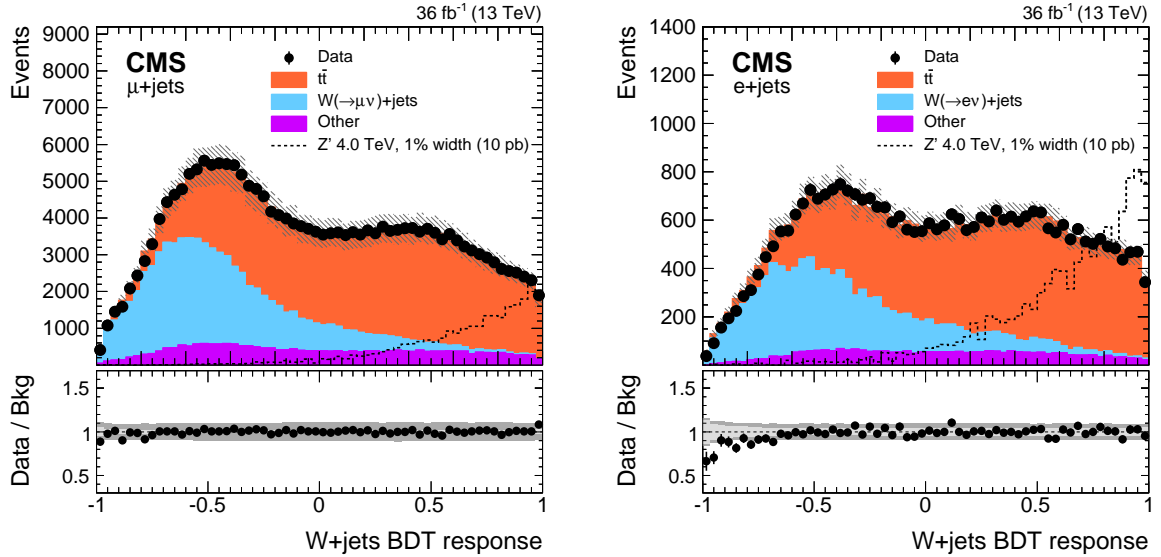 36 fb⁻¹ (13 TeV)
Events
9000
8000
7000
6000
5000
4000
3000
2000
1000
CMS
μ+jets
Data
tt̄
W(→μν)+jets
Other
Z' 4.0 TeV, 1% width (10 pb)
Data / Bkg
1.5
1
0.5
-1
-0.5
0
0.5
1
W+jets BDT response
36 fb⁻¹ (13 TeV)
Events
1400
1200
1000
800
600
400
200
CMS
e+jets
Data
tt̄
W(→eν)+jets
Other
Z' 4.0 TeV, 1% width (10 pb)
Data / Bkg
1.5
1
0.5
-1
-0.5
0
0.5
1
W+jets BDT response